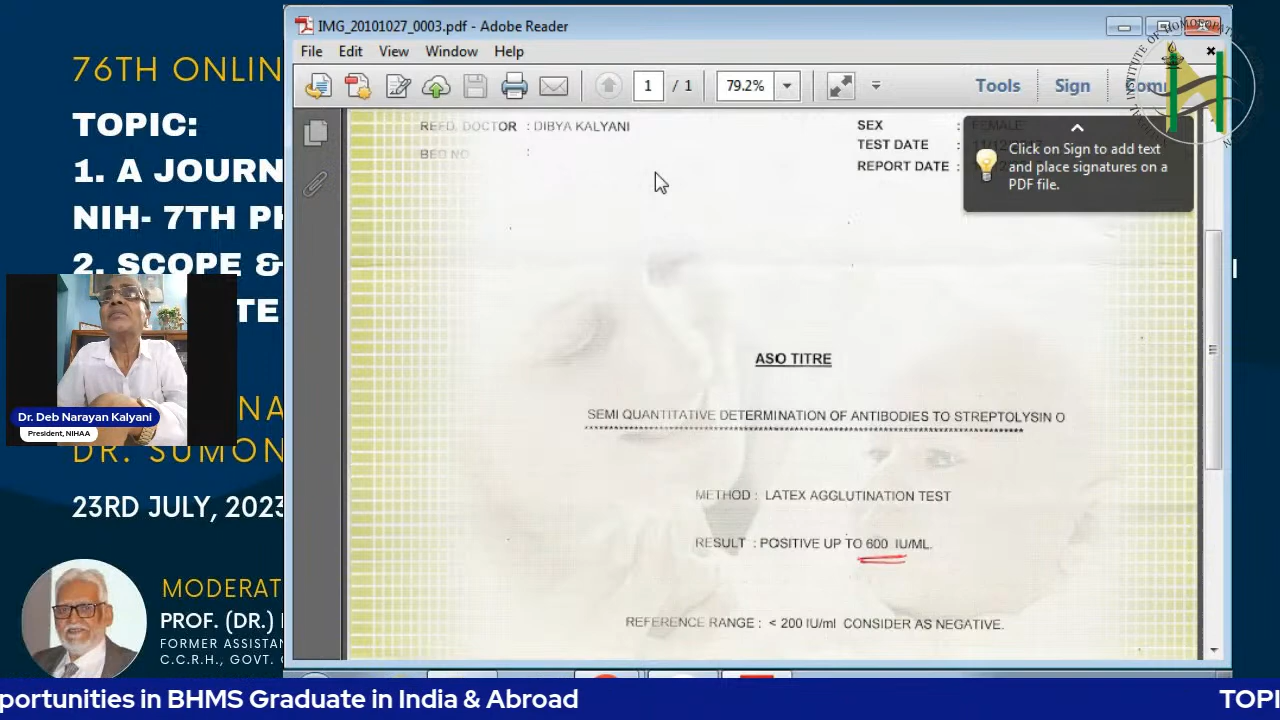 76TH ONLIN
TOPIC:
1. A JOURN
NIH- 7TH PH
2. SCOPE &
TE
NA
DR. SUMON
23RD JULY, 2023
MODERAT
PROF. (DR.)
FORMER ASSISTAN
C.C.R.H., GOVT.
Dr. Deb Narayan Kalyani
President, NIHAA
IMG_20101027_0003.pdf - Adobe Reader
File Edit View Window Help
1 / 1 79.2% Tools Sign Comm
REFD. DOCTOR : DIBYA KALYANI
BED NO :
SEX : FEMALE
TEST DATE :
REPORT DATE :
Click on Sign to add text
and place signatures on a
PDF file.
ASO TITRE
SEMI QUANTITATIVE DETERMINATION OF ANTIBODIES TO STREPTOLYSIN O
METHOD : LATEX AGGLUTINATION TEST
RESULT : POSITIVE UP TO 600 IU/ML.
REFERENCE RANGE : < 200 IU/ml CONSIDER AS NEGATIVE.
portunities in BHMS Graduate in India & Abroad
TOPI